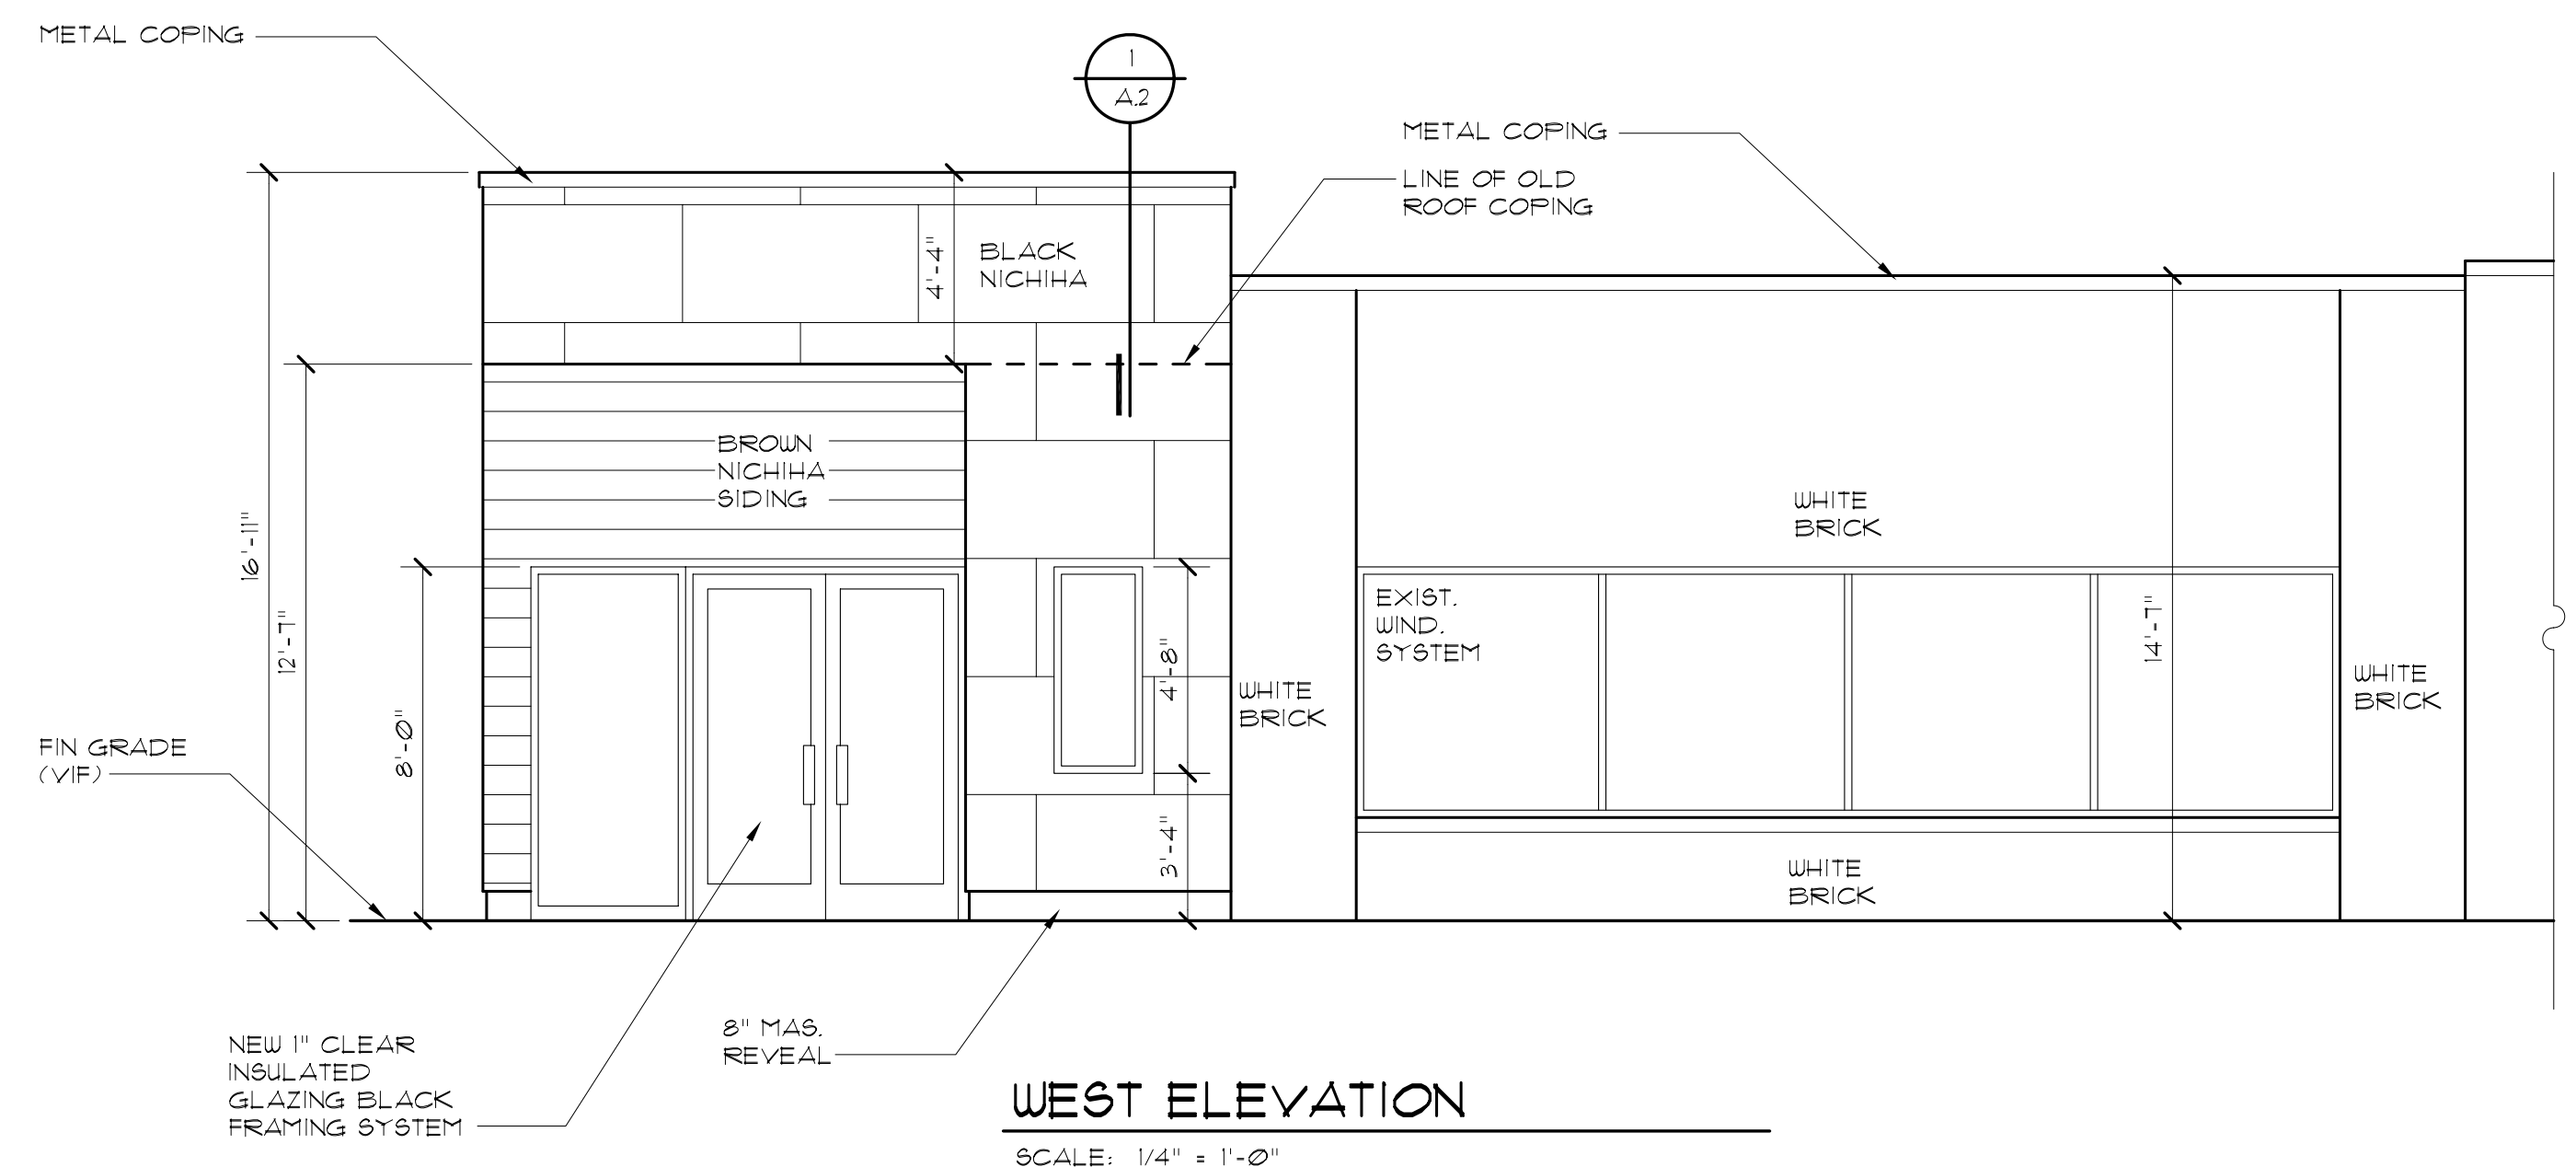 METAL COPING
1
A.2
METAL COPING
LINE OF OLD
ROOF COPING
4'-4"
BLACK
NICHIHA
BROWN
NICHIHA
SIDING
16'-11"
12'-7"
8'-0"
WHITE
BRICK
EXIST.
WIND.
SYSTEM
4'-8"
14'-7"
WHITE
BRICK
WHITE
BRICK
FIN GRADE
(VIF)
3'-4"
WHITE
BRICK
NEW 1" CLEAR
INSULATED
GLAZING BLACK
FRAMING SYSTEM
8" MAS.
REVEAL
WEST ELEVATION
SCALE: 1/4" = 1'-0"